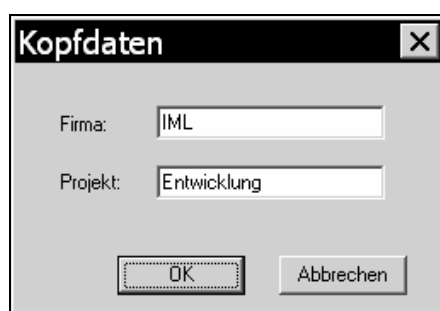 Kopfdaten
Firma: IML
Projekt: Entwicklung
OK Abbrechen